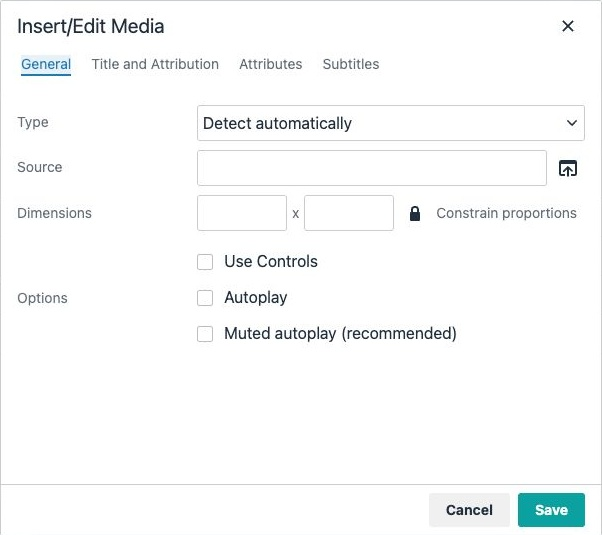 Insert/Edit Media
General Title and Attribution Attributes Subtitles
Type Detect automatically
Source
Dimensions x Constrain proportions
Use Controls
Options Autoplay
Muted autoplay (recommended)
Cancel Save